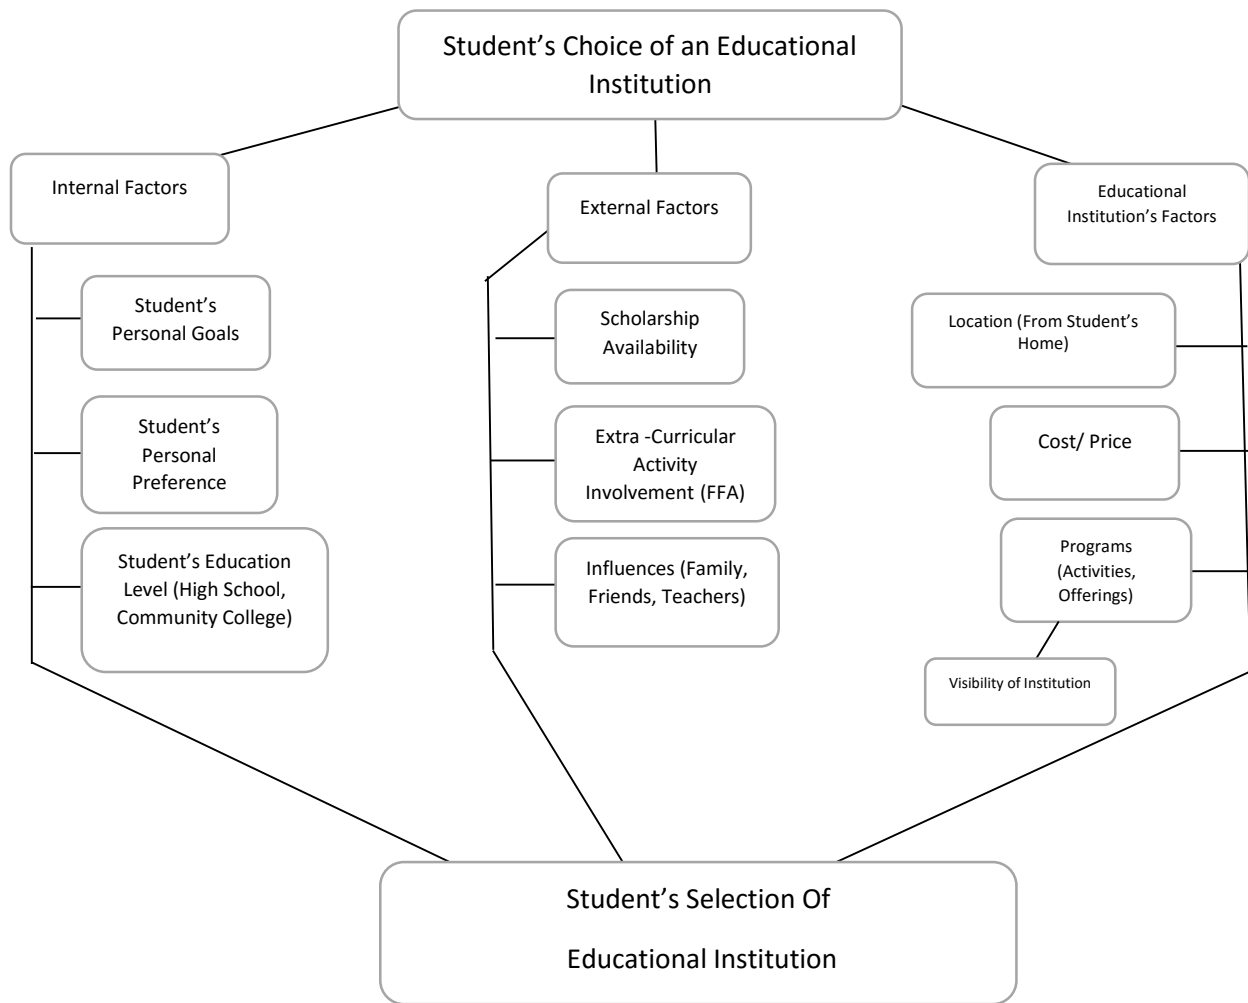 Student’s Choice of an Educational
Institution
Internal Factors
External Factors
Educational
Institution’s Factors
Student’s
Personal Goals
Student’s
Personal
Preference
Student’s Education
Level (High School,
Community College)
Scholarship
Availability
Extra -Curricular
Activity
Involvement (FFA)
Influences (Family,
Friends, Teachers)
Location (From Student’s
Home)
Cost/ Price
Programs
(Activities,
Offerings)
Visibility of Institution
Student’s Selection Of
Educational Institution